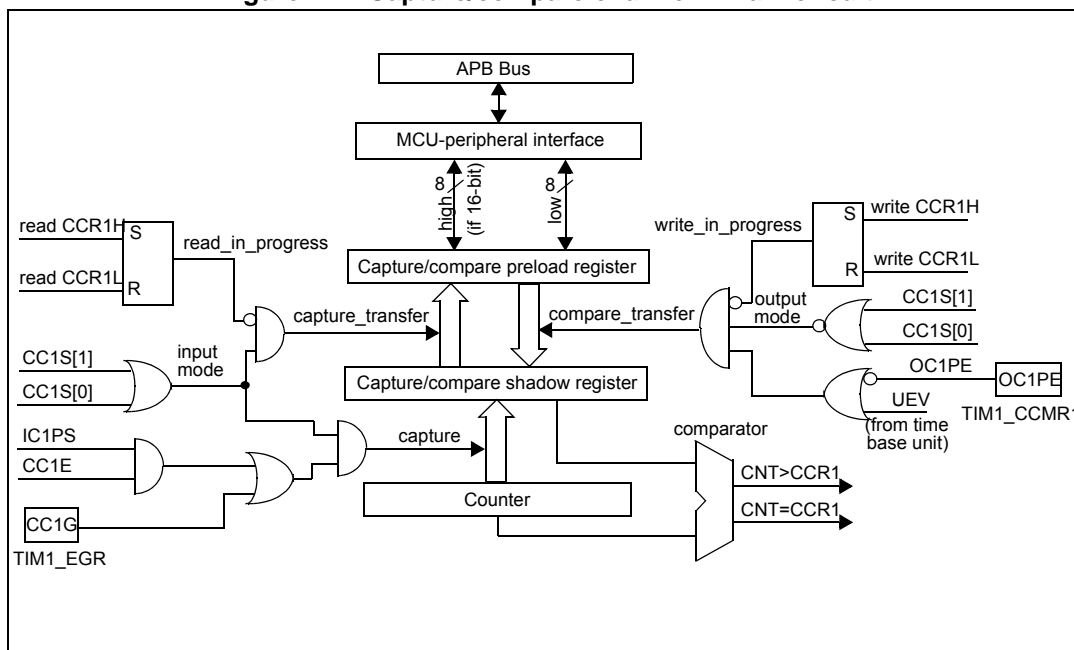 APB Bus
MCU-peripheral interface
8
high
(if 16-bit)
8
low
read CCR1H
S
read_in_progress
read CCR1L
R
write_in_progress
S
write CCR1H
R
write CCR1L
Capture/compare preload register
capture_transfer
compare_transfer
output
mode
CC1S[1]
CC1S[0]
CC1S[1]
CC1S[0]
input
mode
Capture/compare shadow register
OC1PE
OC1PE
UEV
(from time
base unit)
TIM1_CCMR1
IC1PS
CC1E
capture
comparator
Counter
CNT>CCR1
CNT=CCR1
CC1G
TIM1_EGR